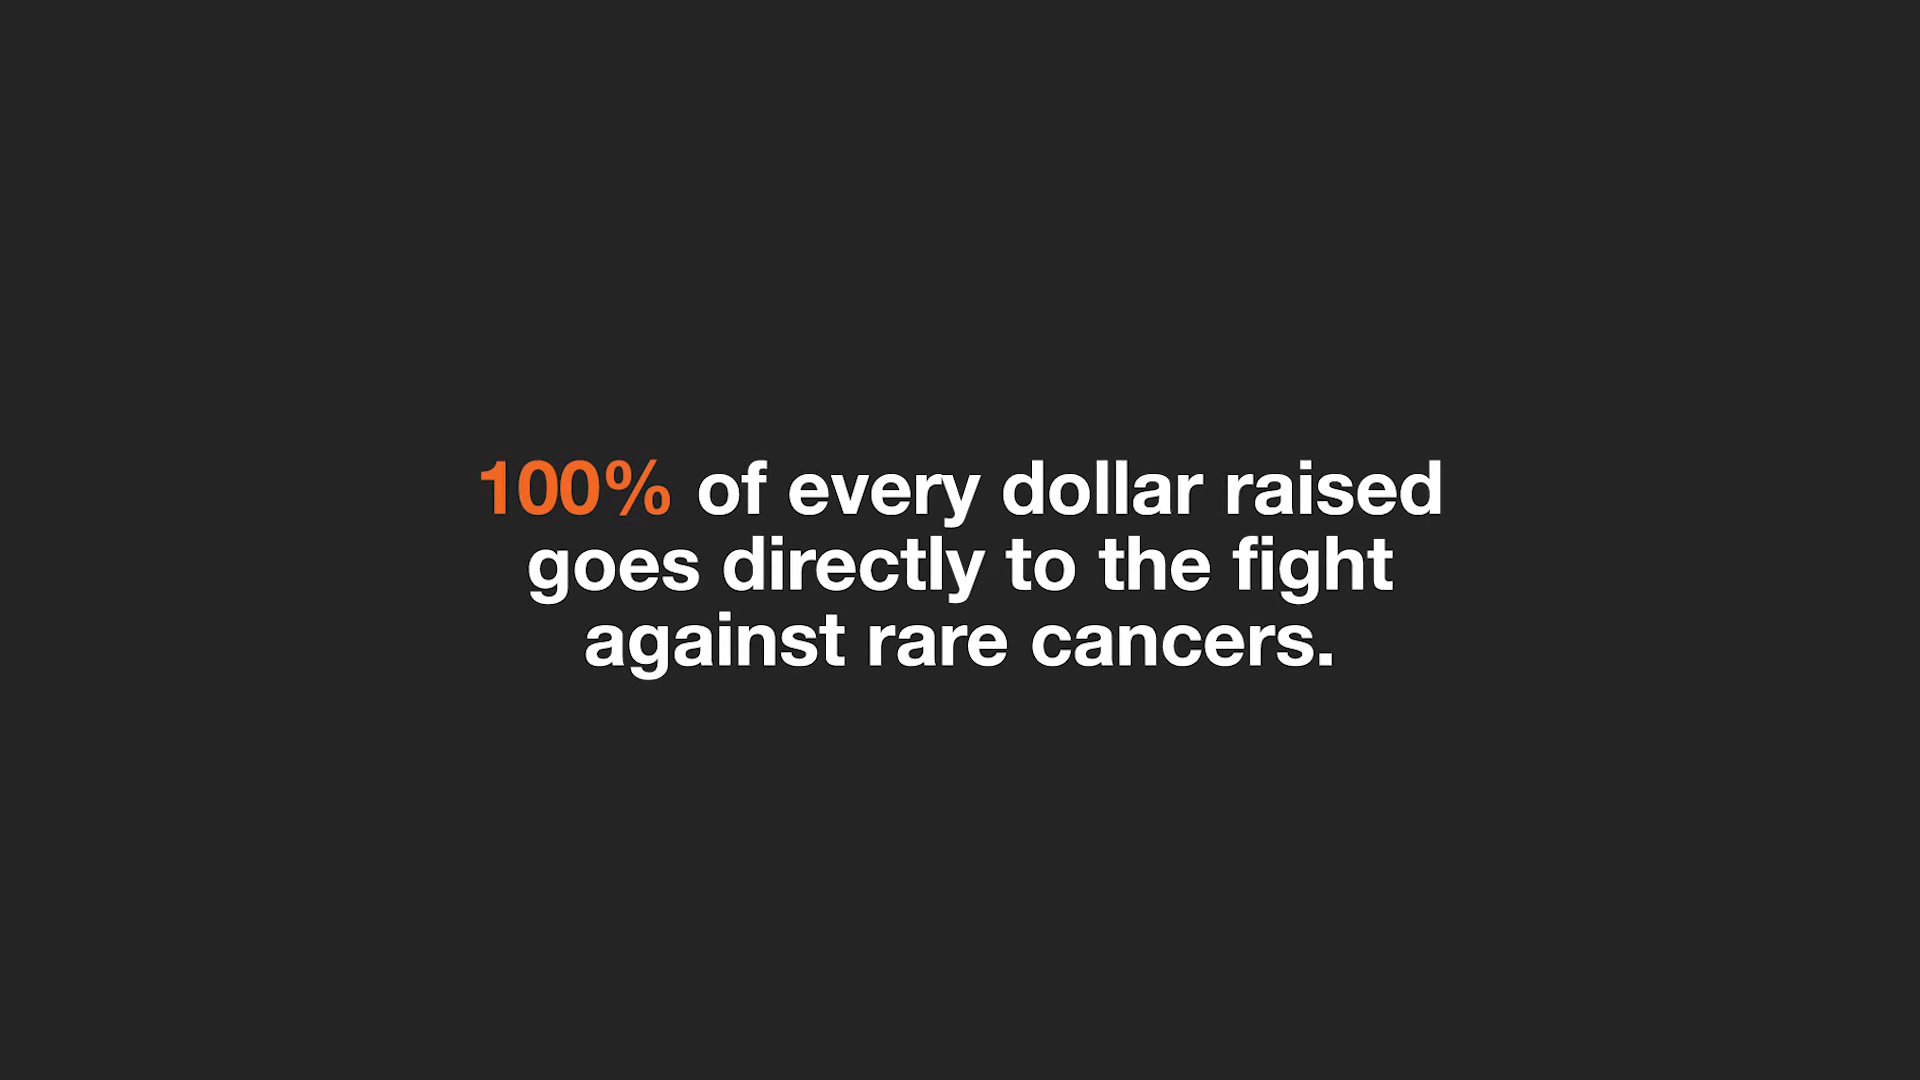 100% of every dollar raised
goes directly to the fight
against rare cancers.